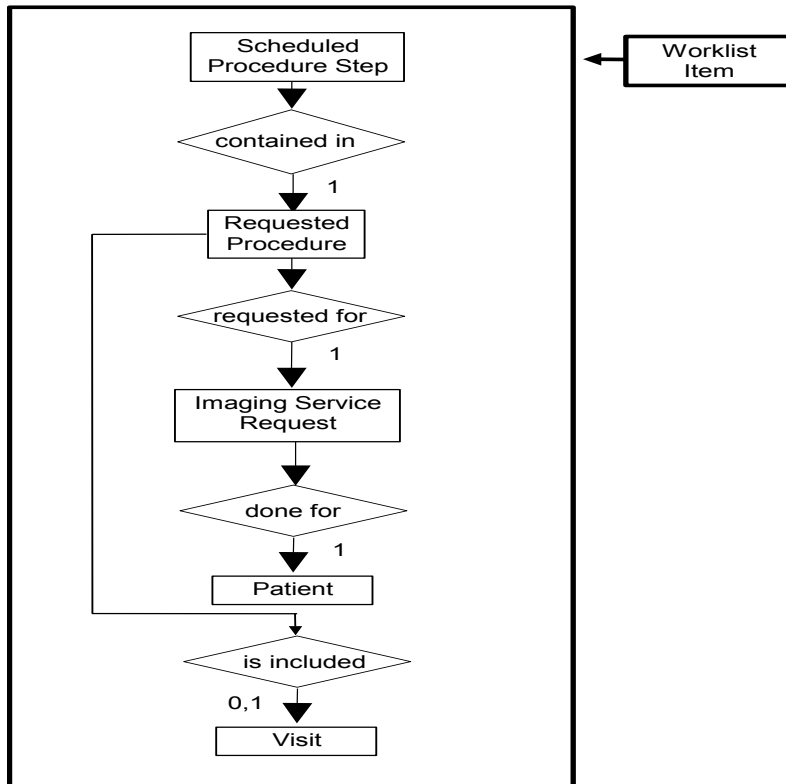 Scheduled
Procedure Step
Worklist
Item
contained in
1
Requested
Procedure
requested for
1
Imaging Service
Request
done for
1
Patient
is included
0,1
Visit